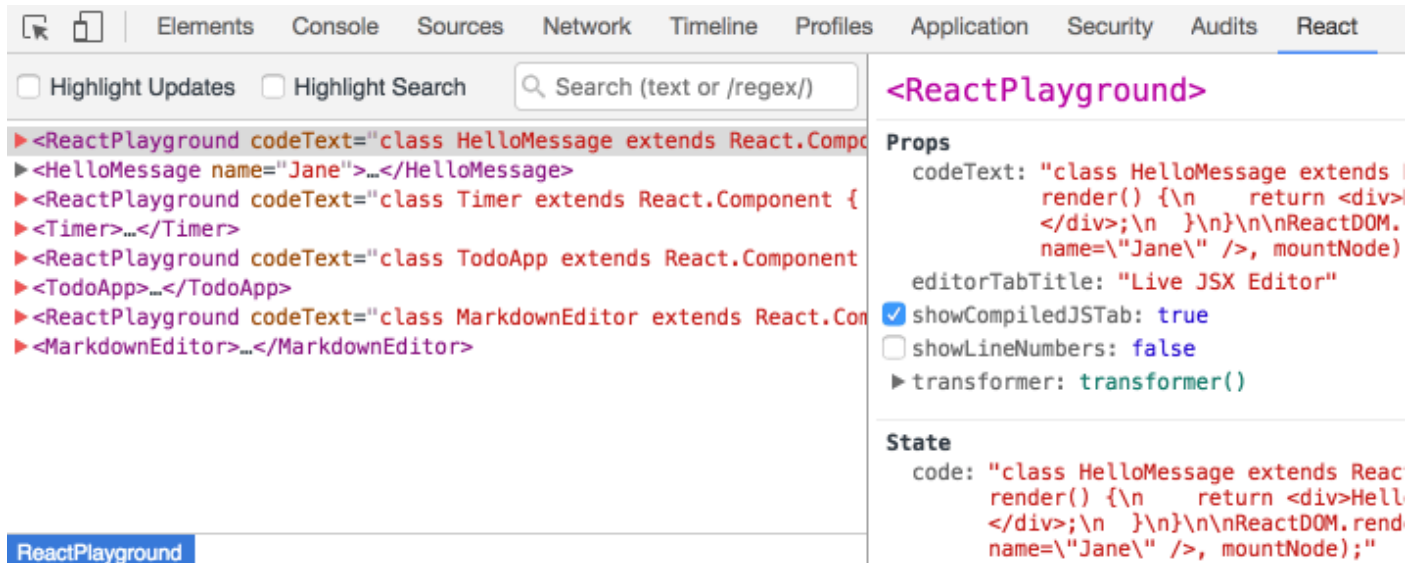 Elements Console Sources Network Timeline Profiles Application Security Audits React
Highlight Updates Highlight Search Search (text or /regex/)
▶<ReactPlayground codeText="class HelloMessage extends React.Compo
▶<HelloMessage name="Jane">…</HelloMessage>
▶<ReactPlayground codeText="class Timer extends React.Component {
▶<Timer>…</Timer>
▶<ReactPlayground codeText="class TodoApp extends React.Component
▶<TodoApp>…</TodoApp>
▶<ReactPlayground codeText="class MarkdownEditor extends React.Com
▶<MarkdownEditor>…</MarkdownEditor>
ReactPlayground
<ReactPlayground>
Props
codeText: "class HelloMessage extends
render() {\n    return <div>
</div>;\n  }\n}\n\nReactDOM.
name=\"Jane\" />, mountNode)
editorTabTitle: "Live JSX Editor"
showCompiledJSTab: true
showLineNumbers: false
▶transformer: transformer()
State
code: "class HelloMessage extends Reac
render() {\n    return <div>Hell
</div>;\n  }\n}\n\nReactDOM.rend
name=\"Jane\" />, mountNode);"